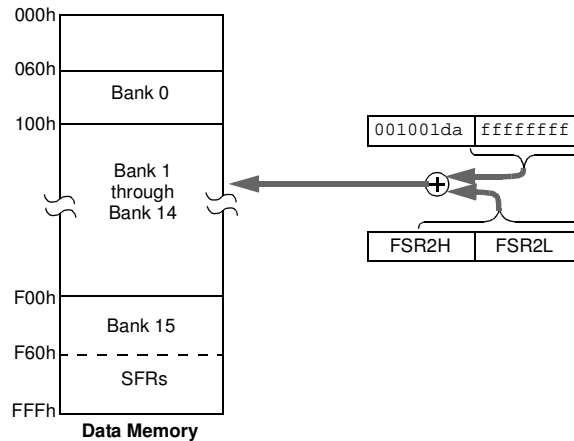 000h
060h
Bank 0
100h
001001da ffffffff
Bank 1
through
Bank 14
FSR2H FSR2L
F00h
Bank 15
F60h
SFRs
FFFh
Data Memory